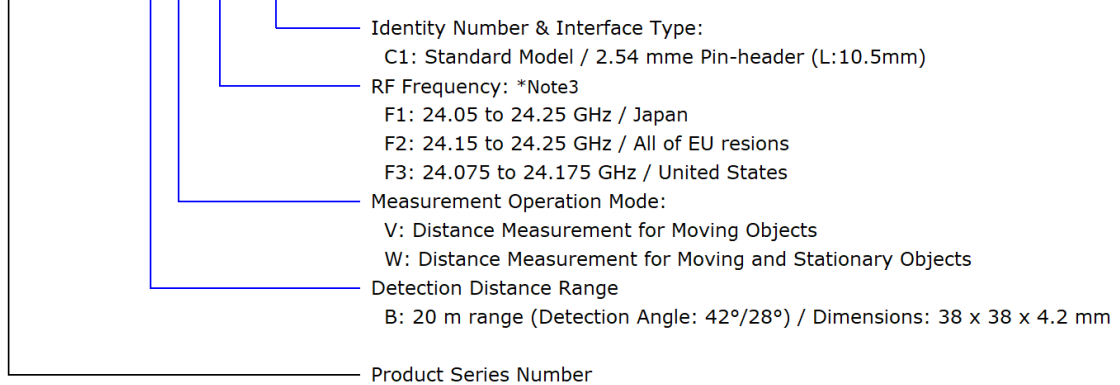 Identity Number & Interface Type:
C1: Standard Model / 2.54 mme Pin-header (L:10.5mm)
RF Frequency: *Note3
F1: 24.05 to 24.25 GHz / Japan
F2: 24.15 to 24.25 GHz / All of EU resions
F3: 24.075 to 24.175 GHz / United States
Measurement Operation Mode:
V: Distance Measurement for Moving Objects
W: Distance Measurement for Moving and Stationary Objects
Detection Distance Range
B: 20 m range (Detection Angle: 42°/28°) / Dimensions: 38 x 38 x 4.2 mm
Product Series Number